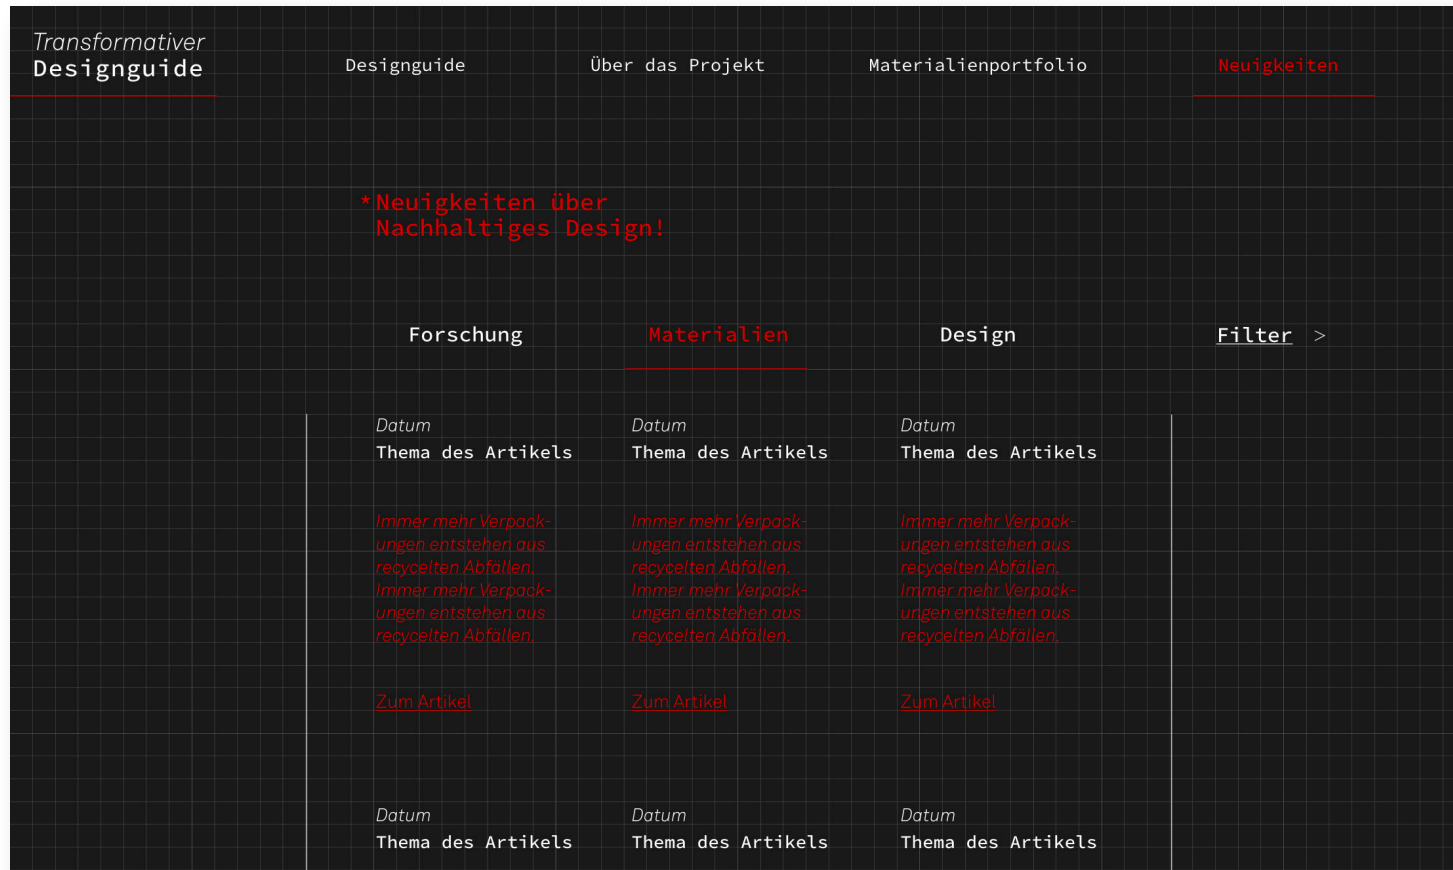 Transformativer
Designguide
Designguide
Über das Projekt
Materialienportfolio
Neuigkeiten
*Neuigkeiten über
Nachhaltiges Design!
Forschung
Materialien
Design
Filter >
Datum
Thema des Artikels
Immer mehr Verpack-
ungen entstehen aus
recycelten Abfällen.
Immer mehr Verpack-
ungen entstehen aus
recycelten Abfällen.
Zum Artikel
Datum
Thema des Artikels
Immer mehr Verpack-
ungen entstehen aus
recycelten Abfällen.
Immer mehr Verpack-
ungen entstehen aus
recycelten Abfällen.
Zum Artikel
Datum
Thema des Artikels
Immer mehr Verpack-
ungen entstehen aus
recycelten Abfällen.
Immer mehr Verpack-
ungen entstehen aus
recycelten Abfällen.
Zum Artikel
Datum
Thema des Artikels
Datum
Thema des Artikels
Datum
Thema des Artikels